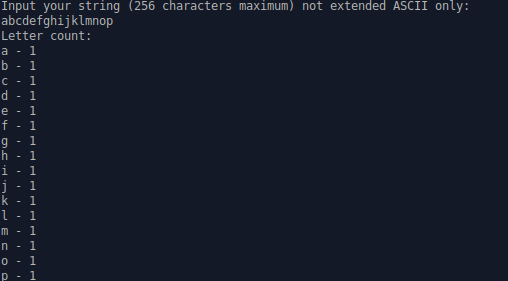 Input your string (256 characters maximum) not extended ASCII only:
abcdefghijklmnop
Letter count:
a - 1
b - 1
c - 1
d - 1
e - 1
f - 1
g - 1
h - 1
i - 1
j - 1
k - 1
l - 1
m - 1
n - 1
o - 1
p - 1